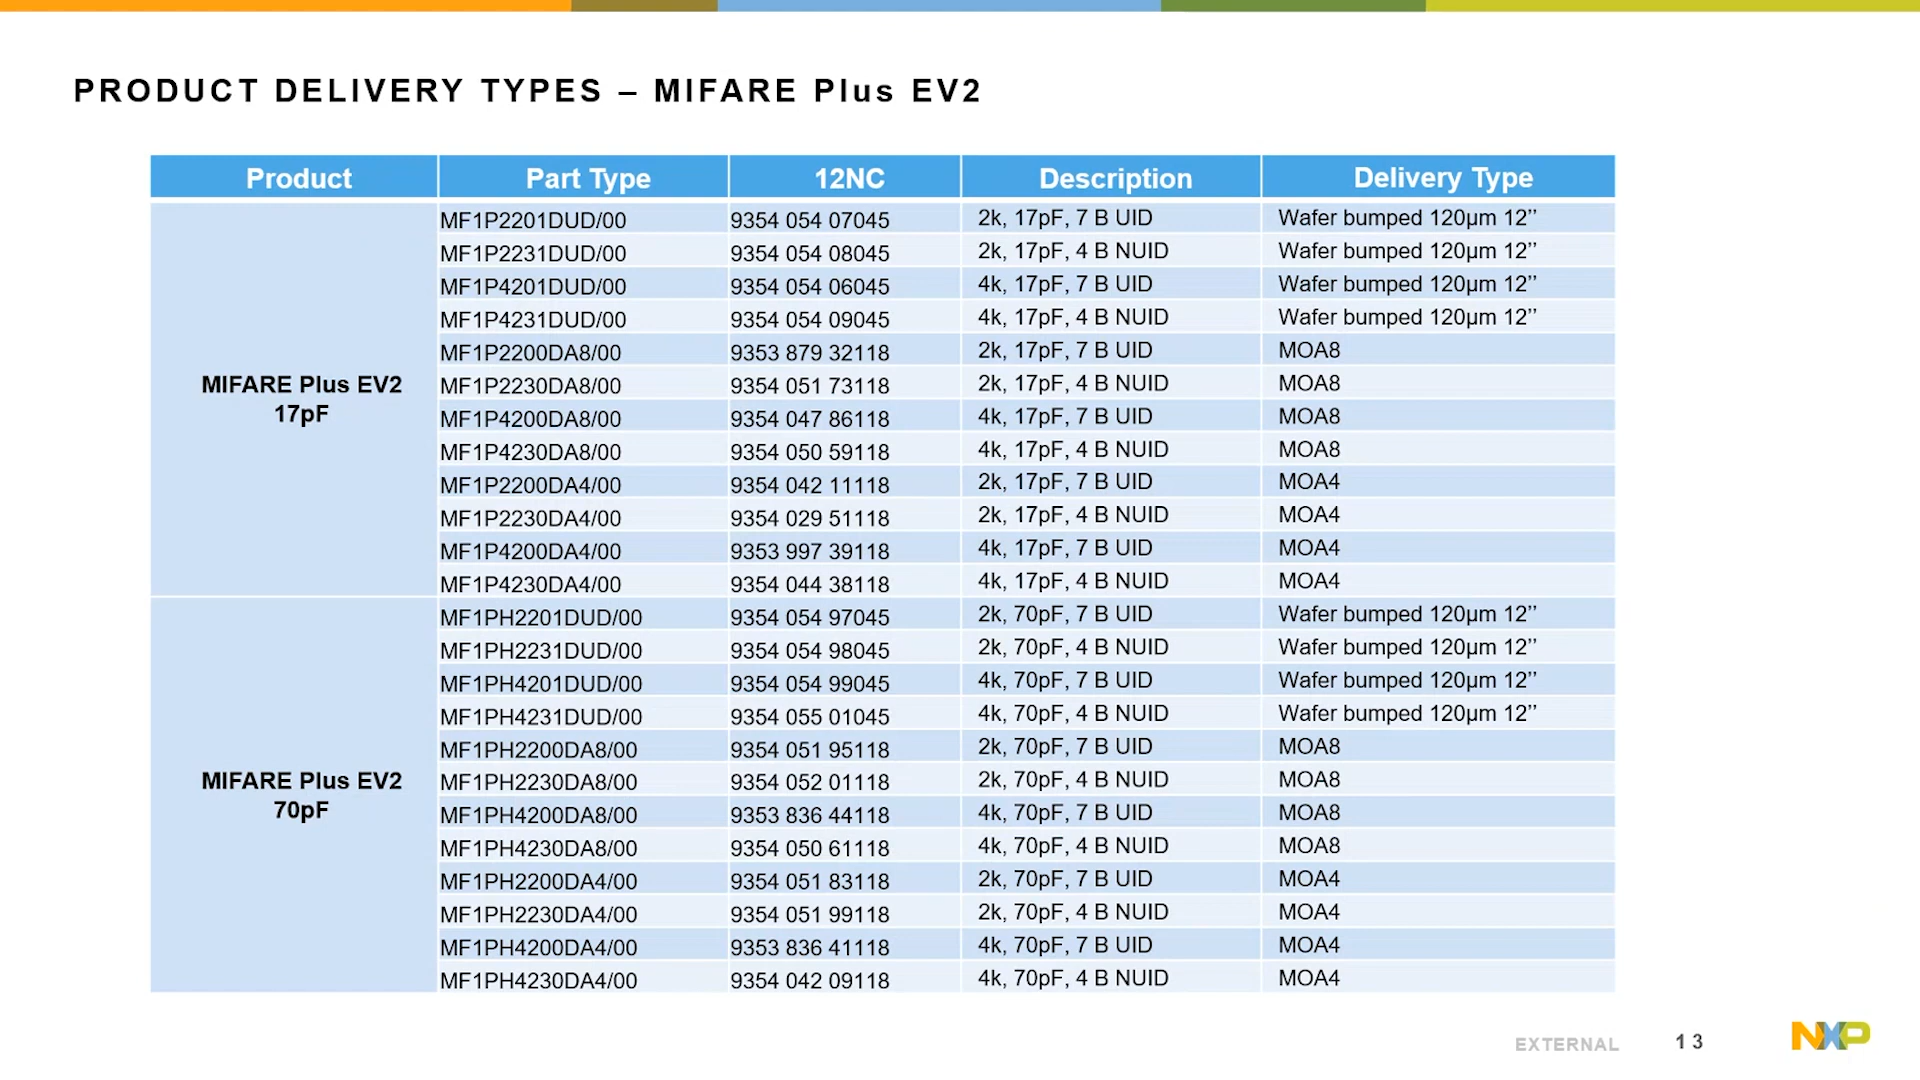 PRODUCT DELIVERY TYPES – MIFARE Plus EV2
Product Part Type 12NC Description Delivery Type
MIFARE Plus EV2
17pF
MF1P2201DUD/00 9354 054 07045 2k, 17pF, 7 B UID Wafer bumped 120µm 12’’
MF1P2231DUD/00 9354 054 08045 2k, 17pF, 4 B NUID Wafer bumped 120µm 12’’
MF1P4201DUD/00 9354 054 06045 4k, 17pF, 7 B UID Wafer bumped 120µm 12’’
MF1P4231DUD/00 9354 054 09045 4k, 17pF, 4 B NUID Wafer bumped 120µm 12’’
MF1P2200DA8/00 9353 879 32118 2k, 17pF, 7 B UID MOA8
MF1P2230DA8/00 9354 051 73118 2k, 17pF, 4 B NUID MOA8
MF1P4200DA8/00 9354 047 86118 4k, 17pF, 7 B UID MOA8
MF1P4230DA8/00 9354 050 59118 4k, 17pF, 4 B NUID MOA8
MF1P2200DA4/00 9354 042 11118 2k, 17pF, 7 B UID MOA4
MF1P2230DA4/00 9354 029 51118 2k, 17pF, 4 B NUID MOA4
MF1P4200DA4/00 9353 997 39118 4k, 17pF, 7 B UID MOA4
MF1P4230DA4/00 9354 044 38118 4k, 17pF, 4 B NUID MOA4
MIFARE Plus EV2
70pF
MF1PH2201DUD/00 9354 054 97045 2k, 70pF, 7 B UID Wafer bumped 120µm 12’’
MF1PH2231DUD/00 9354 054 98045 2k, 70pF, 4 B NUID Wafer bumped 120µm 12’’
MF1PH4201DUD/00 9354 054 99045 4k, 70pF, 7 B UID Wafer bumped 120µm 12’’
MF1PH4231DUD/00 9354 055 01045 4k, 70pF, 4 B NUID Wafer bumped 120µm 12’’
MF1PH2200DA8/00 9354 051 95118 2k, 70pF, 7 B UID MOA8
MF1PH2230DA8/00 9354 052 01118 2k, 70pF, 4 B NUID MOA8
MF1PH4200DA8/00 9353 836 44118 4k, 70pF, 7 B UID MOA8
MF1PH4230DA8/00 9354 050 61118 4k, 70pF, 4 B NUID MOA8
MF1PH2200DA4/00 9354 051 83118 2k, 70pF, 7 B UID MOA4
MF1PH2230DA4/00 9354 051 99118 2k, 70pF, 4 B NUID MOA4
MF1PH4200DA4/00 9353 836 41118 4k, 70pF, 7 B UID MOA4
MF1PH4230DA4/00 9354 042 09118 4k, 70pF, 4 B NUID MOA4
EXTERNAL 13 NXP